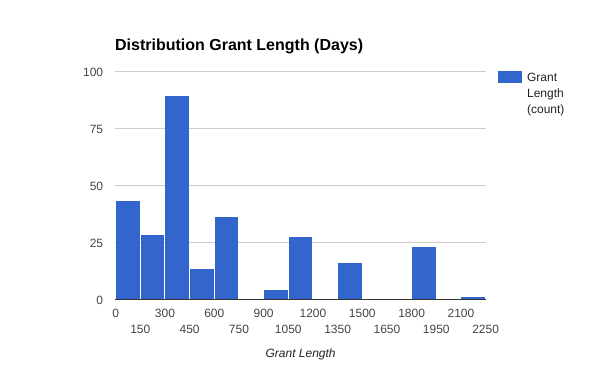 Distribution Grant Length (Days)
Grant
Length
(count)
100
75
50
25
0
0 300 600 900 1200 1500 1800 2100
150 450 750 1050 1350 1650 1950 2250
Grant Length